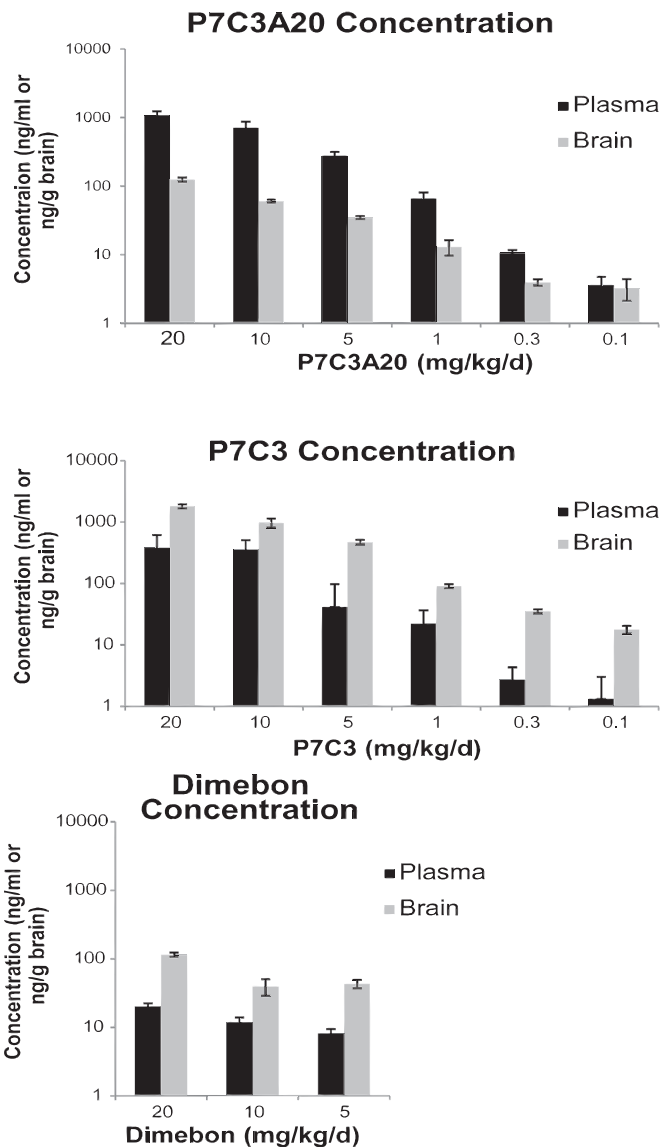 P7C3A20 Concentration
Concentraion (ng/ml or
ng/g brain)
10000
1000
100
10
1
Plasma
Brain
20 10 5 1 0.3 0.1
P7C3A20 (mg/kg/d)
P7C3 Concentration
Concentration (ng/ml or
ng/g brain)
10000
1000
100
10
1
Plasma
Brain
20 10 5 1 0.3 0.1
P7C3 (mg/kg/d)
Dimebon
Concentration
Concentration (ng/ml or
ng/g brain)
10000
1000
100
10
1
Plasma
Brain
20 10 5
Dimebon (mg/kg/d)